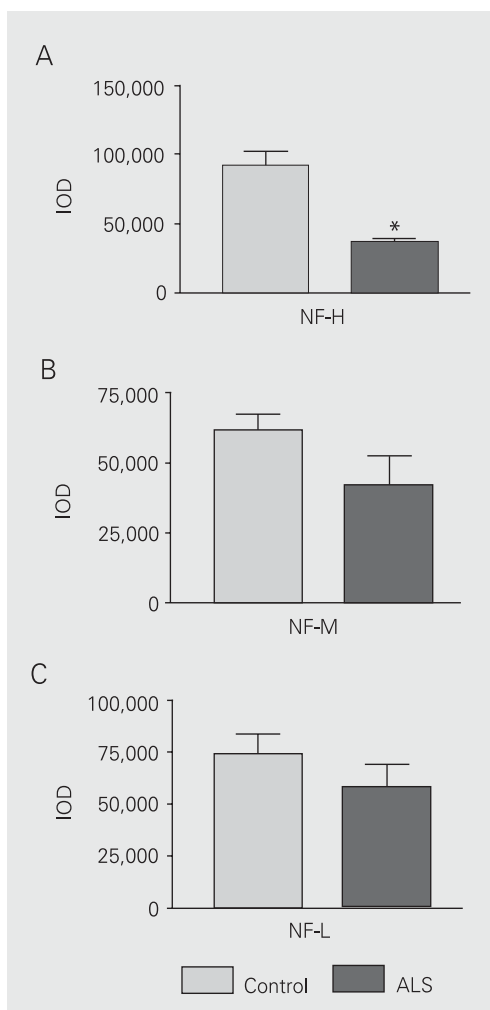 A
150,000
100,000
50,000
0
IOD
*
NF-H
B
75,000
50,000
25,000
0
IOD
NF-M
C
100,000
75,000
50,000
25,000
0
IOD
NF-L
Control ALS